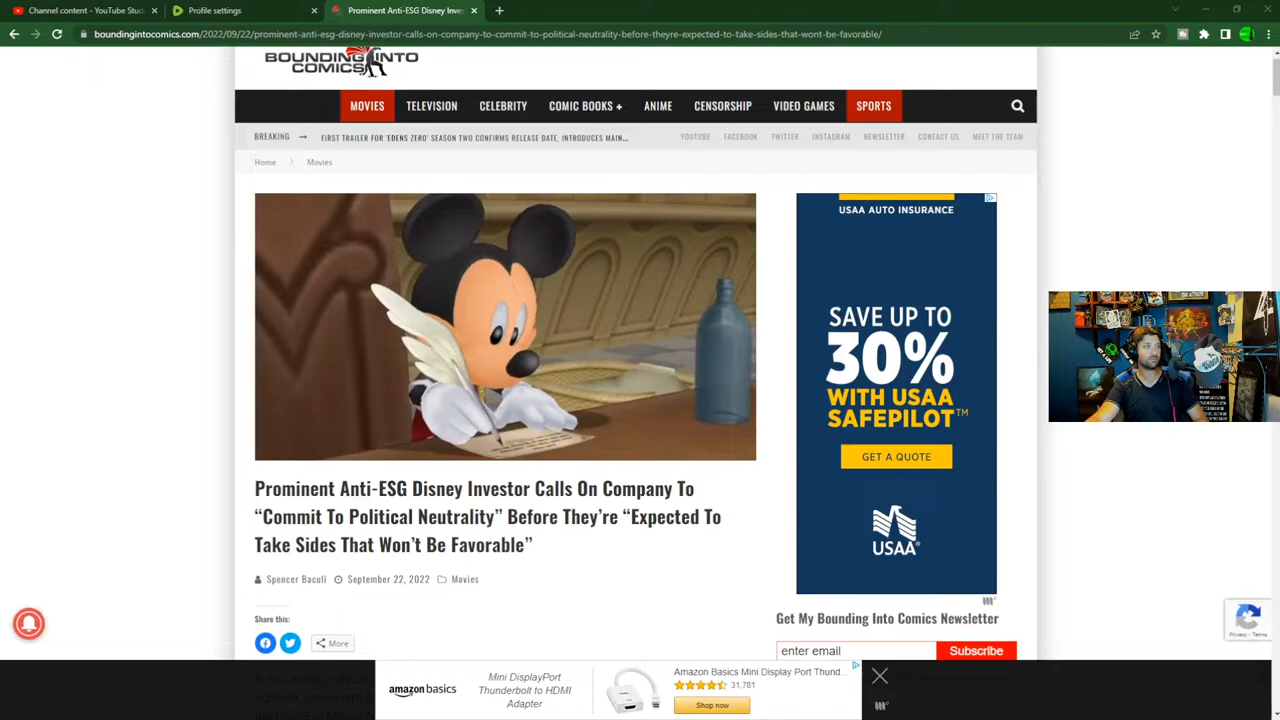 Channel content - YouTube Stud
Profile settings
Prominent Anti-ESG Disney Inves
boundingintocomics.com/2022/09/22/prominent-anti-esg-disney-investor-calls-on-company-to-commit-to-political-neutrality-before-theyre-expected-to-take-sides-that-wont-be-favorable/
BOUNDING INTO
COMICS
MOVIES TELEVISION CELEBRITY COMIC BOOKS + ANIME CENSORSHIP VIDEO GAMES SPORTS
BREAKING → FIRST TRAILER FOR 'EDENS ZERO' SEASON TWO CONFIRMS RELEASE DATE, INTRODUCES MAIN... YOUTUBE FACEBOOK TWITTER INSTAGRAM NEWSLETTER CONTACT US MEET THE TEAM
Home Movies
USAA AUTO INSURANCE
SAVE UP TO
30%
WITH USAA
SAFEPILOT™
GET A QUOTE
USAA®
Prominent Anti-ESG Disney Investor Calls On Company To
“Commit To Political Neutrality” Before They’re “Expected To
Take Sides That Won’t Be Favorable”
Spencer Baculi September 22, 2022 Movies
Share this:
More
Get My Bounding Into Comics Newsletter
enter email Subscribe
Privacy - Terms
amazon basics
Mini DisplayPort
Thunderbolt to HDMI
Adapter
Amazon Basics Mini Display Port Thund...
31,781
Shop now